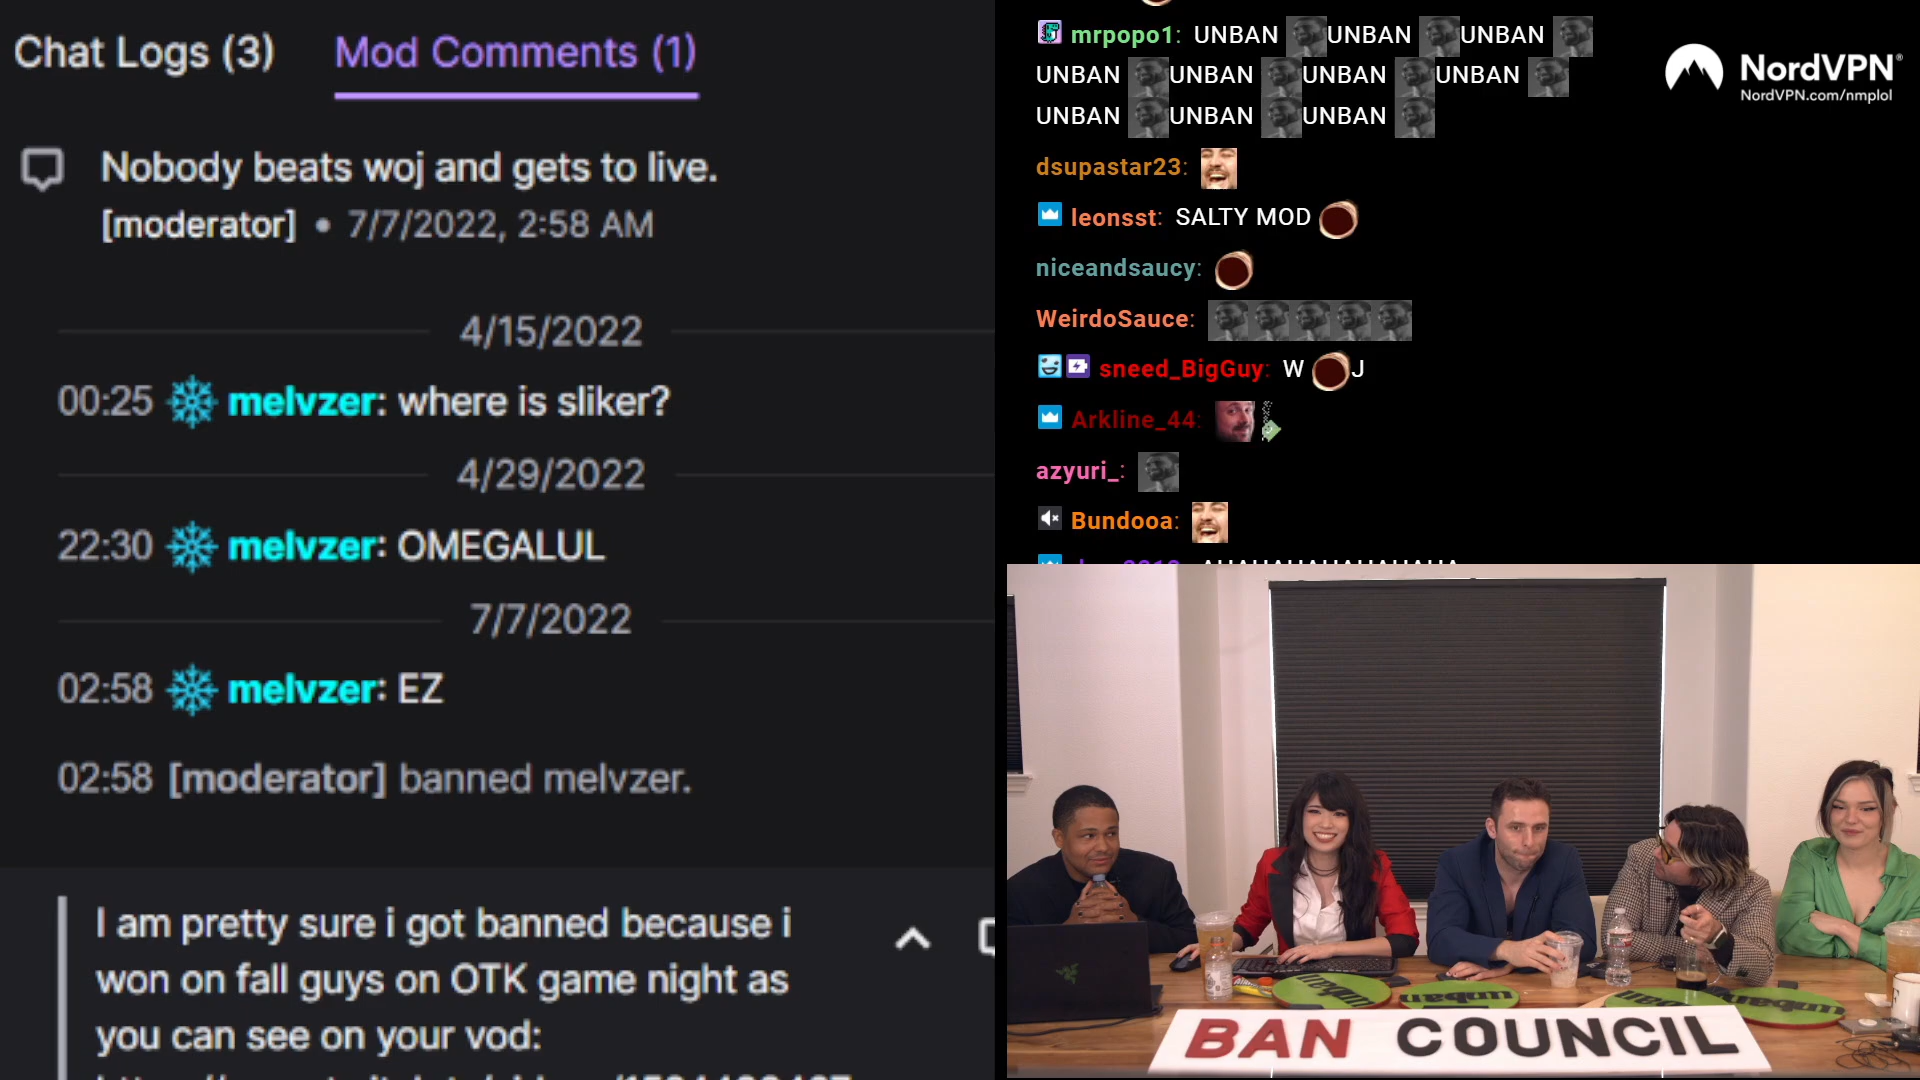 Chat Logs (3) Mod Comments (1)
Nobody beats woj and gets to live.
[moderator] • 7/7/2022, 2:58 AM
4/15/2022
00:25 melvzer: where is sliker?
4/29/2022
22:30 melvzer: OMEGALUL
7/7/2022
02:58 melvzer: EZ
02:58 [moderator] banned melvzer.
I am pretty sure i got banned because i
won on fall guys on OTK game night as
you can see on your vod:
mrpopo1: UNBAN UNBAN UNBAN
UNBAN UNBAN UNBAN UNBAN
UNBAN UNBAN UNBAN
dsupastar23:
leonsst: SALTY MOD
niceandsaucy:
WeirdoSauce:
sneed_BigGuy: W J
Arkline_44:
azyuri_:
Bundooa:
NordVPN®
NordVPN.com/nmplol
unban unban unban
BAN COUNCIL